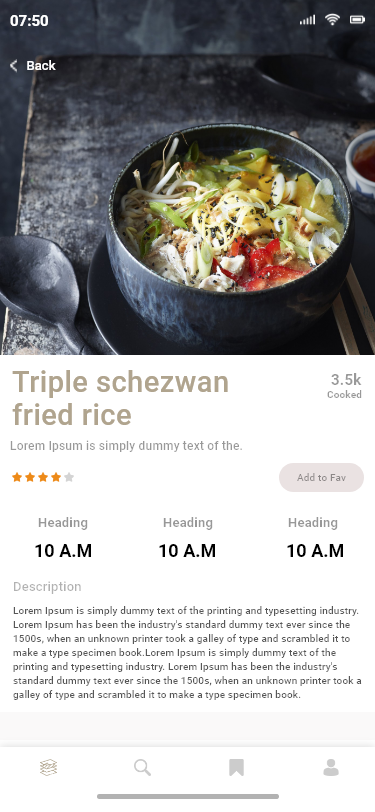 07:50
Back
Triple schezwan
fried rice
3.5k
Cooked
Lorem Ipsum is simply dummy text of the.
Add to Fav
Heading Heading Heading
10 A.M 10 A.M 10 A.M
Description
Lorem Ipsum is simply dummy text of the printing and typesetting industry.
Lorem Ipsum has been the industry's standard dummy text ever since the
1500s, when an unknown printer took a galley of type and scrambled it to
make a type specimen book.Lorem Ipsum is simply dummy text of the
printing and typesetting industry. Lorem Ipsum has been the industry's
standard dummy text ever since the 1500s, when an unknown printer took a
galley of type and scrambled it to make a type specimen book.